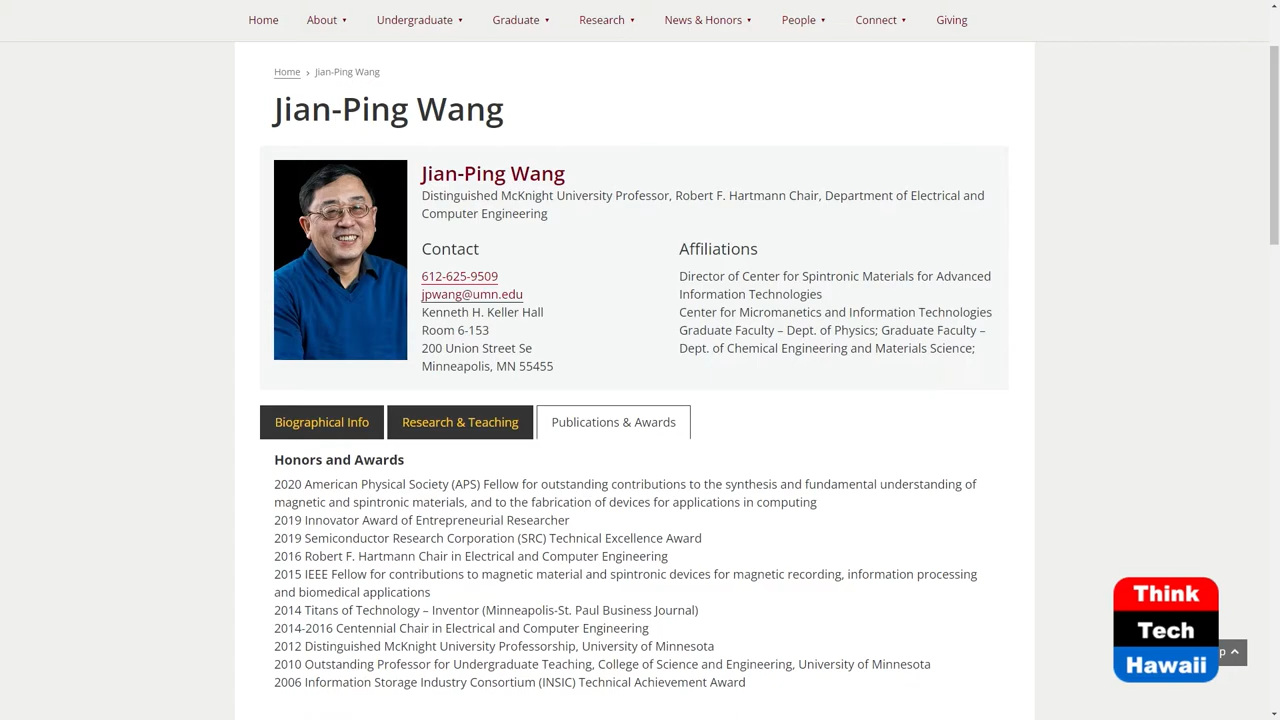 Home About Undergraduate Graduate Research News & Honors People Connect Giving
Home › Jian-Ping Wang
Jian-Ping Wang
Jian-Ping Wang
Distinguished McKnight University Professor, Robert F. Hartmann Chair, Department of Electrical and
Computer Engineering
Contact
612-625-9509
jpwang@umn.edu
Kenneth H. Keller Hall
Room 6-153
200 Union Street Se
Minneapolis, MN 55455
Affiliations
Director of Center for Spintronic Materials for Advanced
Information Technologies
Center for Micromanetics and Information Technologies
Graduate Faculty – Dept. of Physics; Graduate Faculty –
Dept. of Chemical Engineering and Materials Science;
Biographical Info Research & Teaching Publications & Awards
Honors and Awards
2020 American Physical Society (APS) Fellow for outstanding contributions to the synthesis and fundamental understanding of
magnetic and spintronic materials, and to the fabrication of devices for applications in computing
2019 Innovator Award of Entrepreneurial Researcher
2019 Semiconductor Research Corporation (SRC) Technical Excellence Award
2016 Robert F. Hartmann Chair in Electrical and Computer Engineering
2015 IEEE Fellow for contributions to magnetic material and spintronic devices for magnetic recording, information processing
and biomedical applications
2014 Titans of Technology – Inventor (Minneapolis-St. Paul Business Journal)
2014-2016 Centennial Chair in Electrical and Computer Engineering
2012 Distinguished McKnight University Professorship, University of Minnesota
2010 Outstanding Professor for Undergraduate Teaching, College of Science and Engineering, University of Minnesota
2006 Information Storage Industry Consortium (INSIC) Technical Achievement Award
Think
Tech
Hawaii